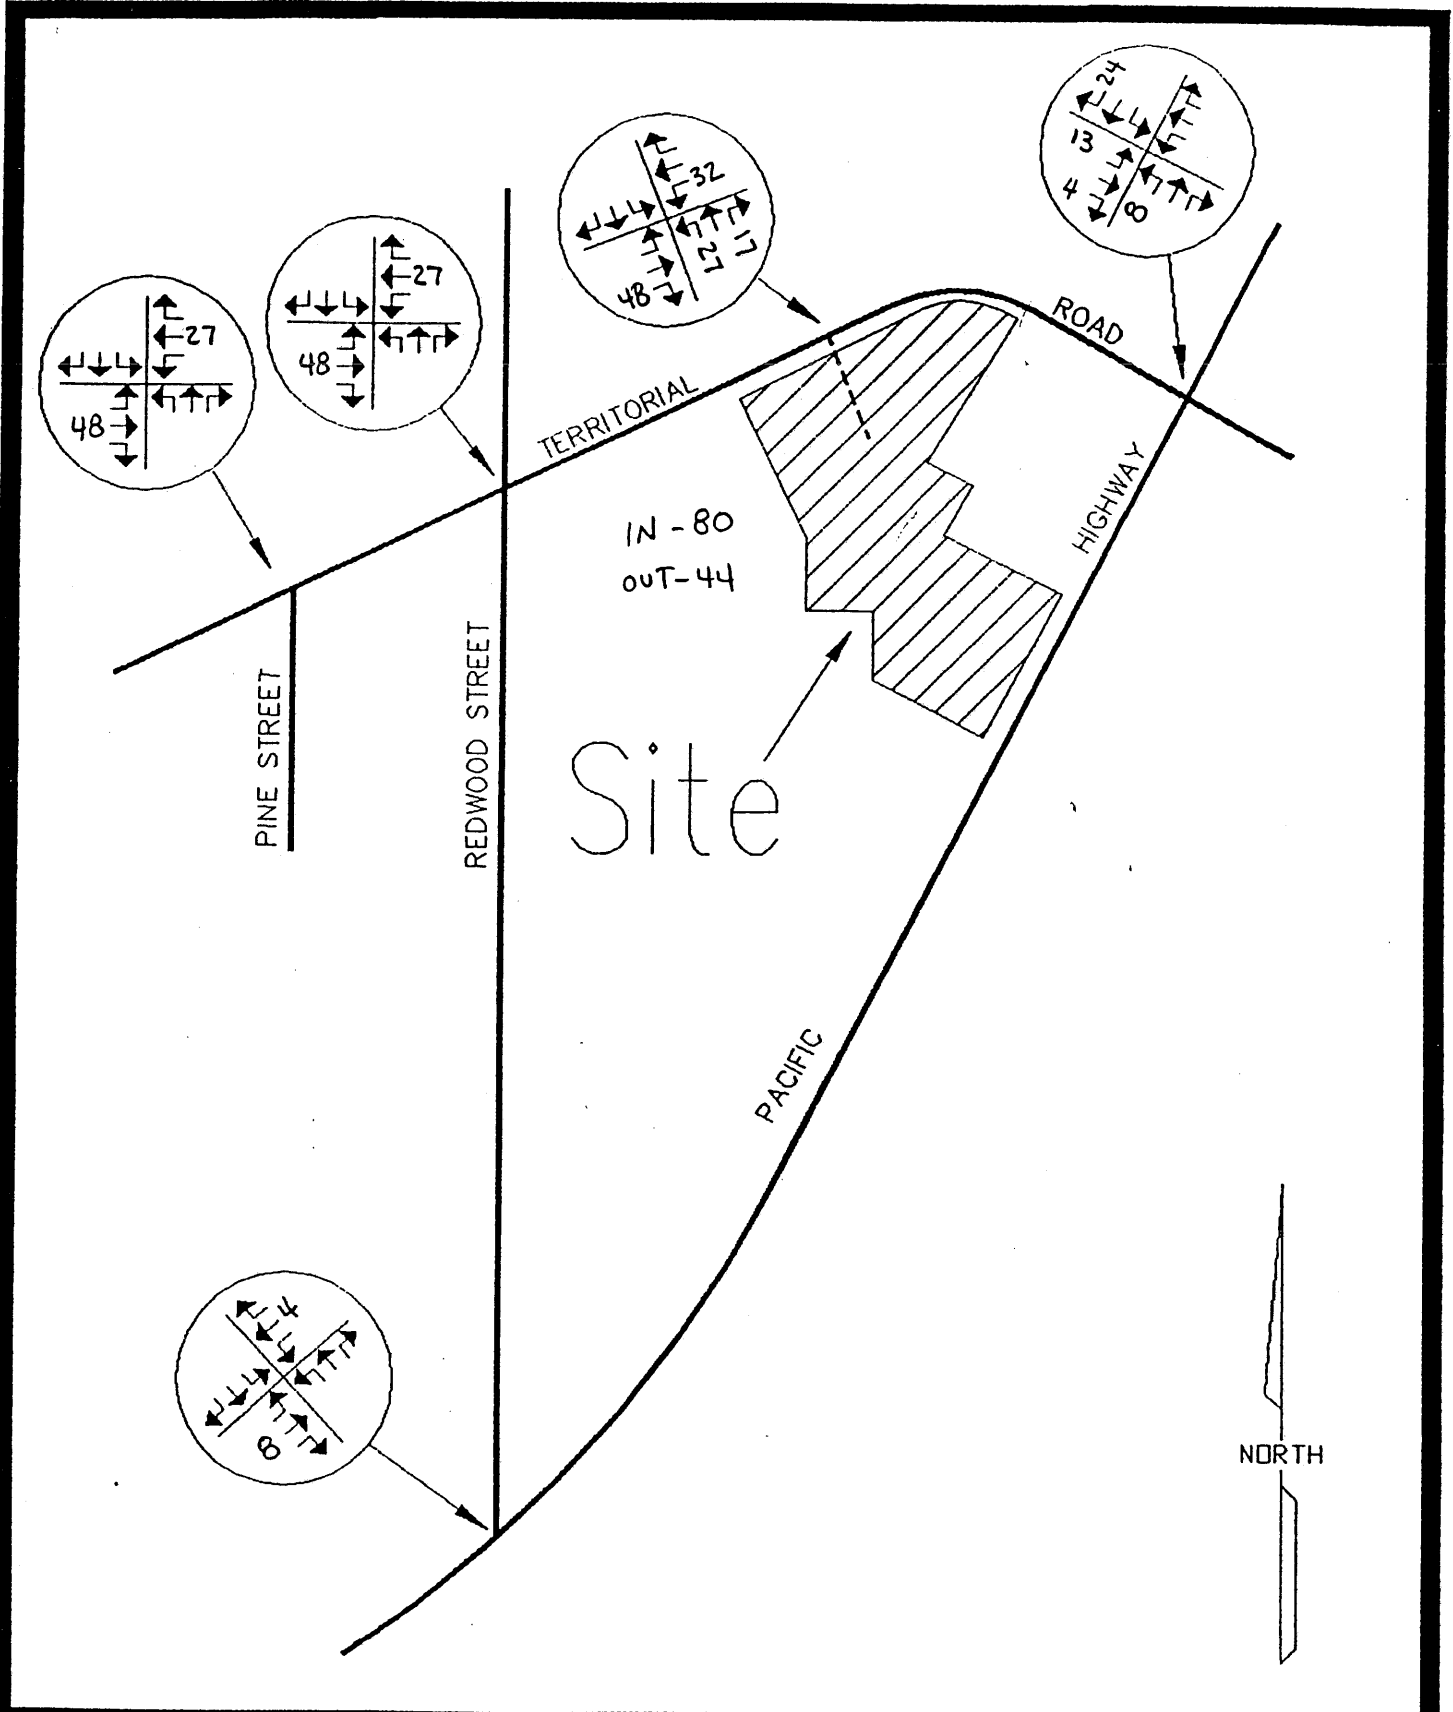 24
13
4
8
32
17
27
48
27
48
27
48
ROAD
TERRITORIAL
HIGHWAY
IN - 80
OUT - 44
PINE STREET
REDWOOD STREET
Site
PACIFIC
4
8
NORTH